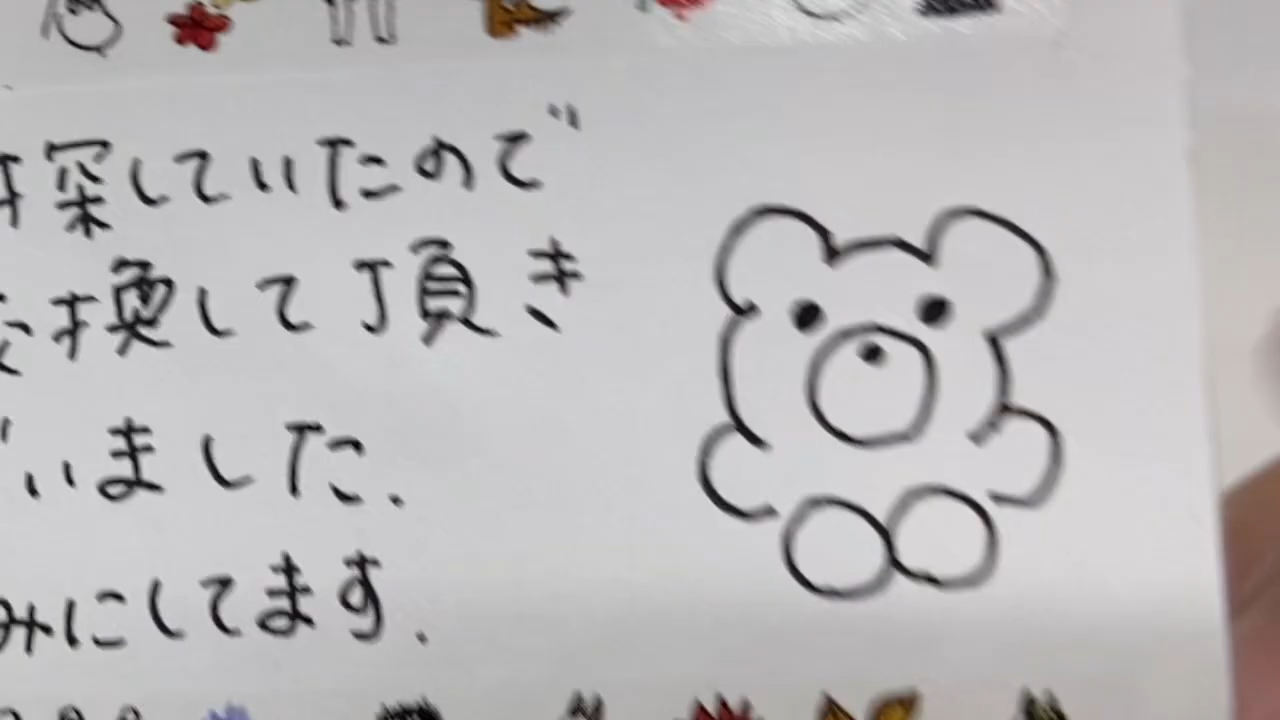 探していたので
換して頂き
いました.
みにしてます.